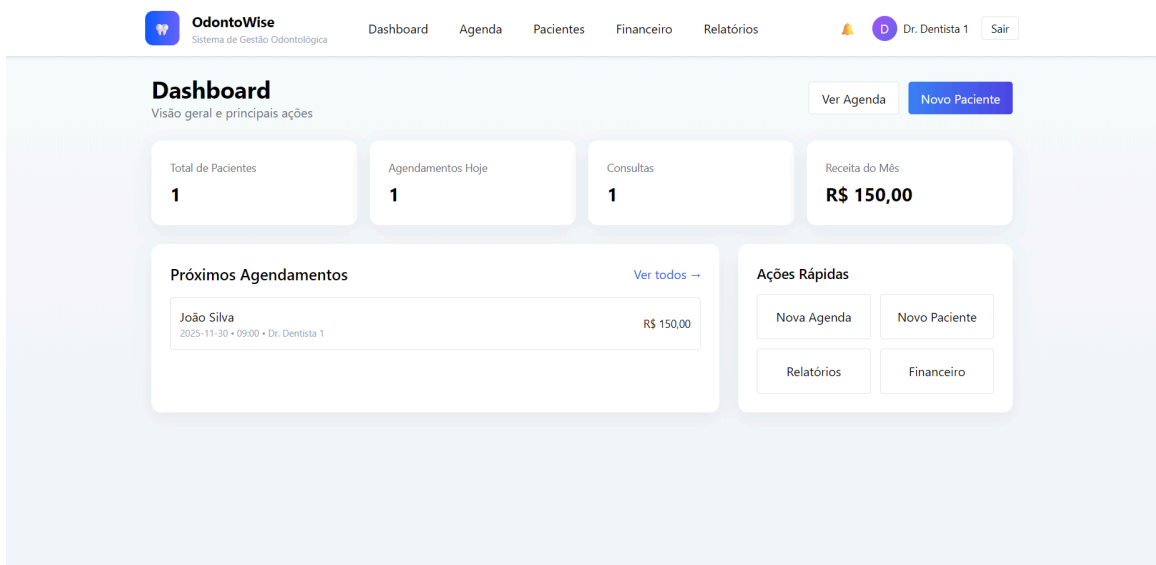 OdontoWise
Sistema de Gestão Odontológica
Dashboard Agenda Pacientes Financeiro Relatórios
D Dr. Dentista 1 Sair
Dashboard
Visão geral e principais ações
Ver Agenda Novo Paciente
Total de Pacientes
1
Agendamentos Hoje
1
Consultas
1
Receita do Mês
R$ 150,00
Próximos Agendamentos Ver todos →
João Silva
2025-11-30 • 09:00 • Dr. Dentista 1
R$ 150,00
Ações Rápidas
Nova Agenda Novo Paciente
Relatórios Financeiro